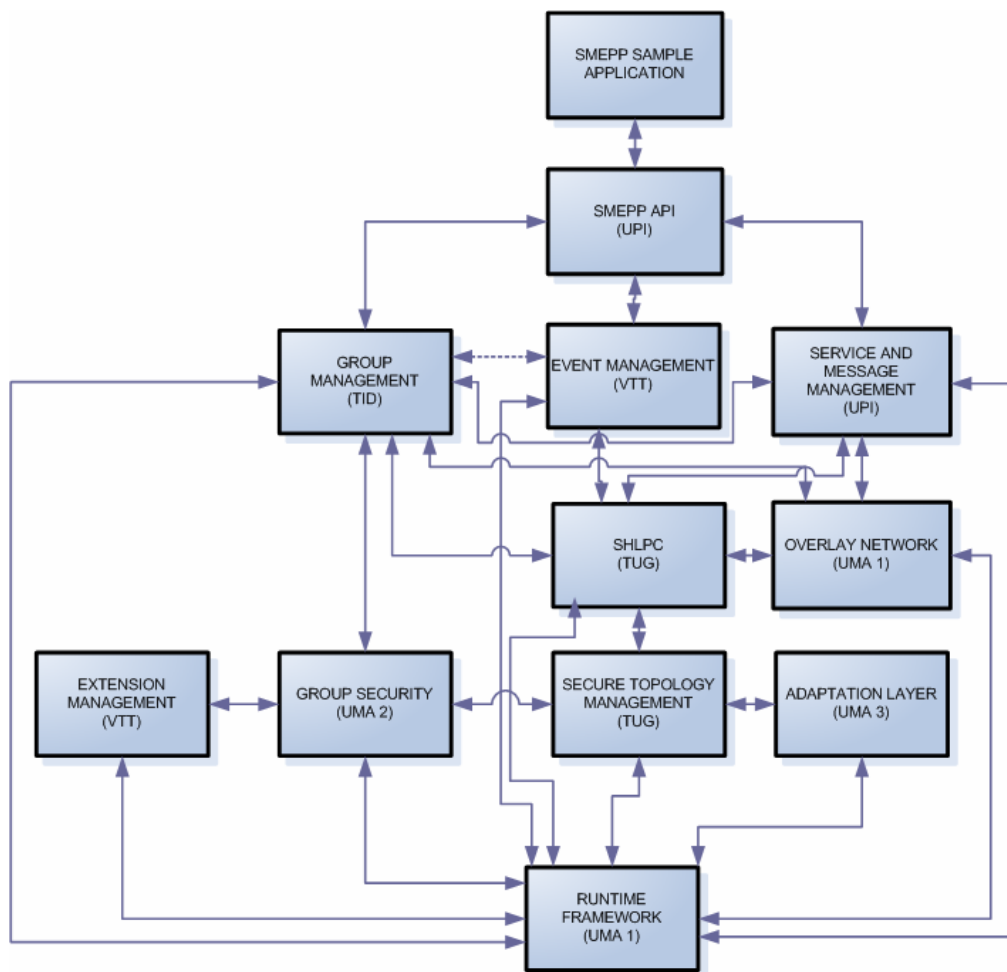 SMEPP SAMPLE
APPLICATION
SMEPP API
(UPI)
GROUP
MANAGEMENT
(TID)
EVENT MANAGEMENT
(VTT)
SERVICE AND
MESSAGE
MANAGEMENT
(UPI)
SHLPC
(TUG)
OVERLAY NETWORK
(UMA 1)
EXTENSION
MANAGEMENT
(VTT)
GROUP SECURITY
(UMA 2)
SECURE TOPOLOGY
MANAGEMENT
(TUG)
ADAPTATION LAYER
(UMA 3)
RUNTIME
FRAMEWORK
(UMA 1)